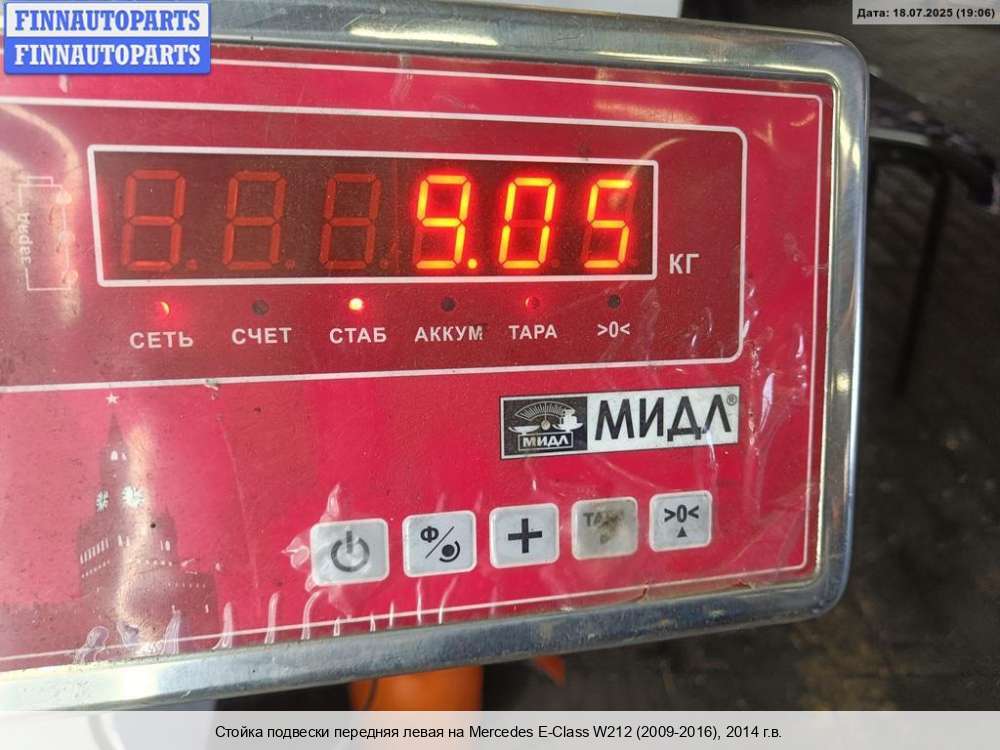 FINNAUTOPARTS
FINNAUTOPARTS
Дата: 18.07.2025 (19:06)
заряд
9.05
КГ
СЕТЬ СЧЕТ СТАБ АККУМ ТАРА >0<
МИДЛ МИДЛ®
Ф/ + >0<
Стойка подвески передняя левая на Mercedes E-Class W212 (2009-2016), 2014 г.в.